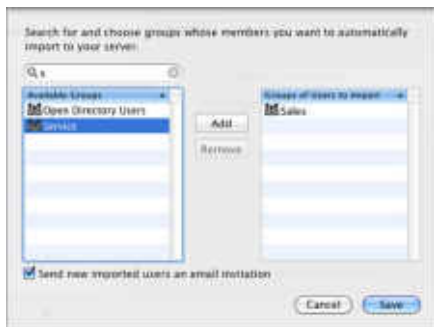 Search for and choose groups whose members you want to automatically
import to your server.
s
Available Groups
Groups of Users to Import
Open Directory Users
Sales
Service
Add
Remove
Send new imported users an email invitation
Cancel
Save